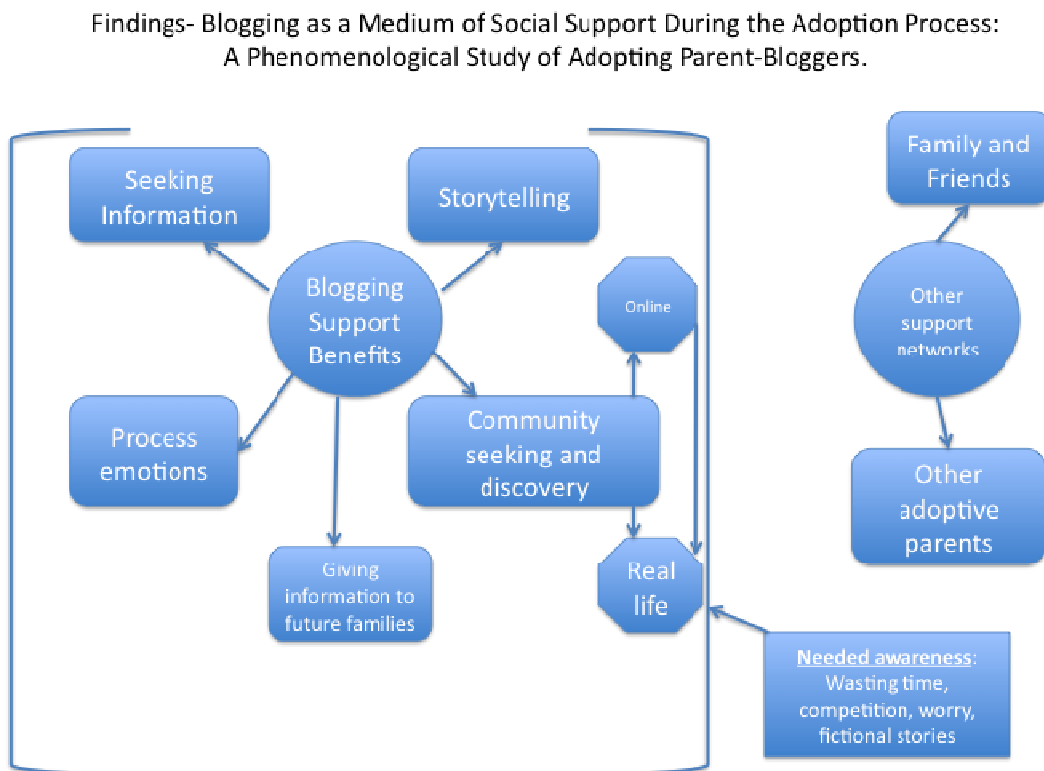 Findings- Blogging as a Medium of Social Support During the Adoption Process:
A Phenomenological Study of Adopting Parent-Bloggers.
Seeking
Information
Storytelling
Family and
Friends
Blogging
Support
Benefits
Online
Other
support
networks
Process
emotions
Community
seeking and
discovery
Other
adoptive
parents
Giving
information to
future families
Real
life
Needed awareness:
Wasting time,
competition, worry,
fictional stories